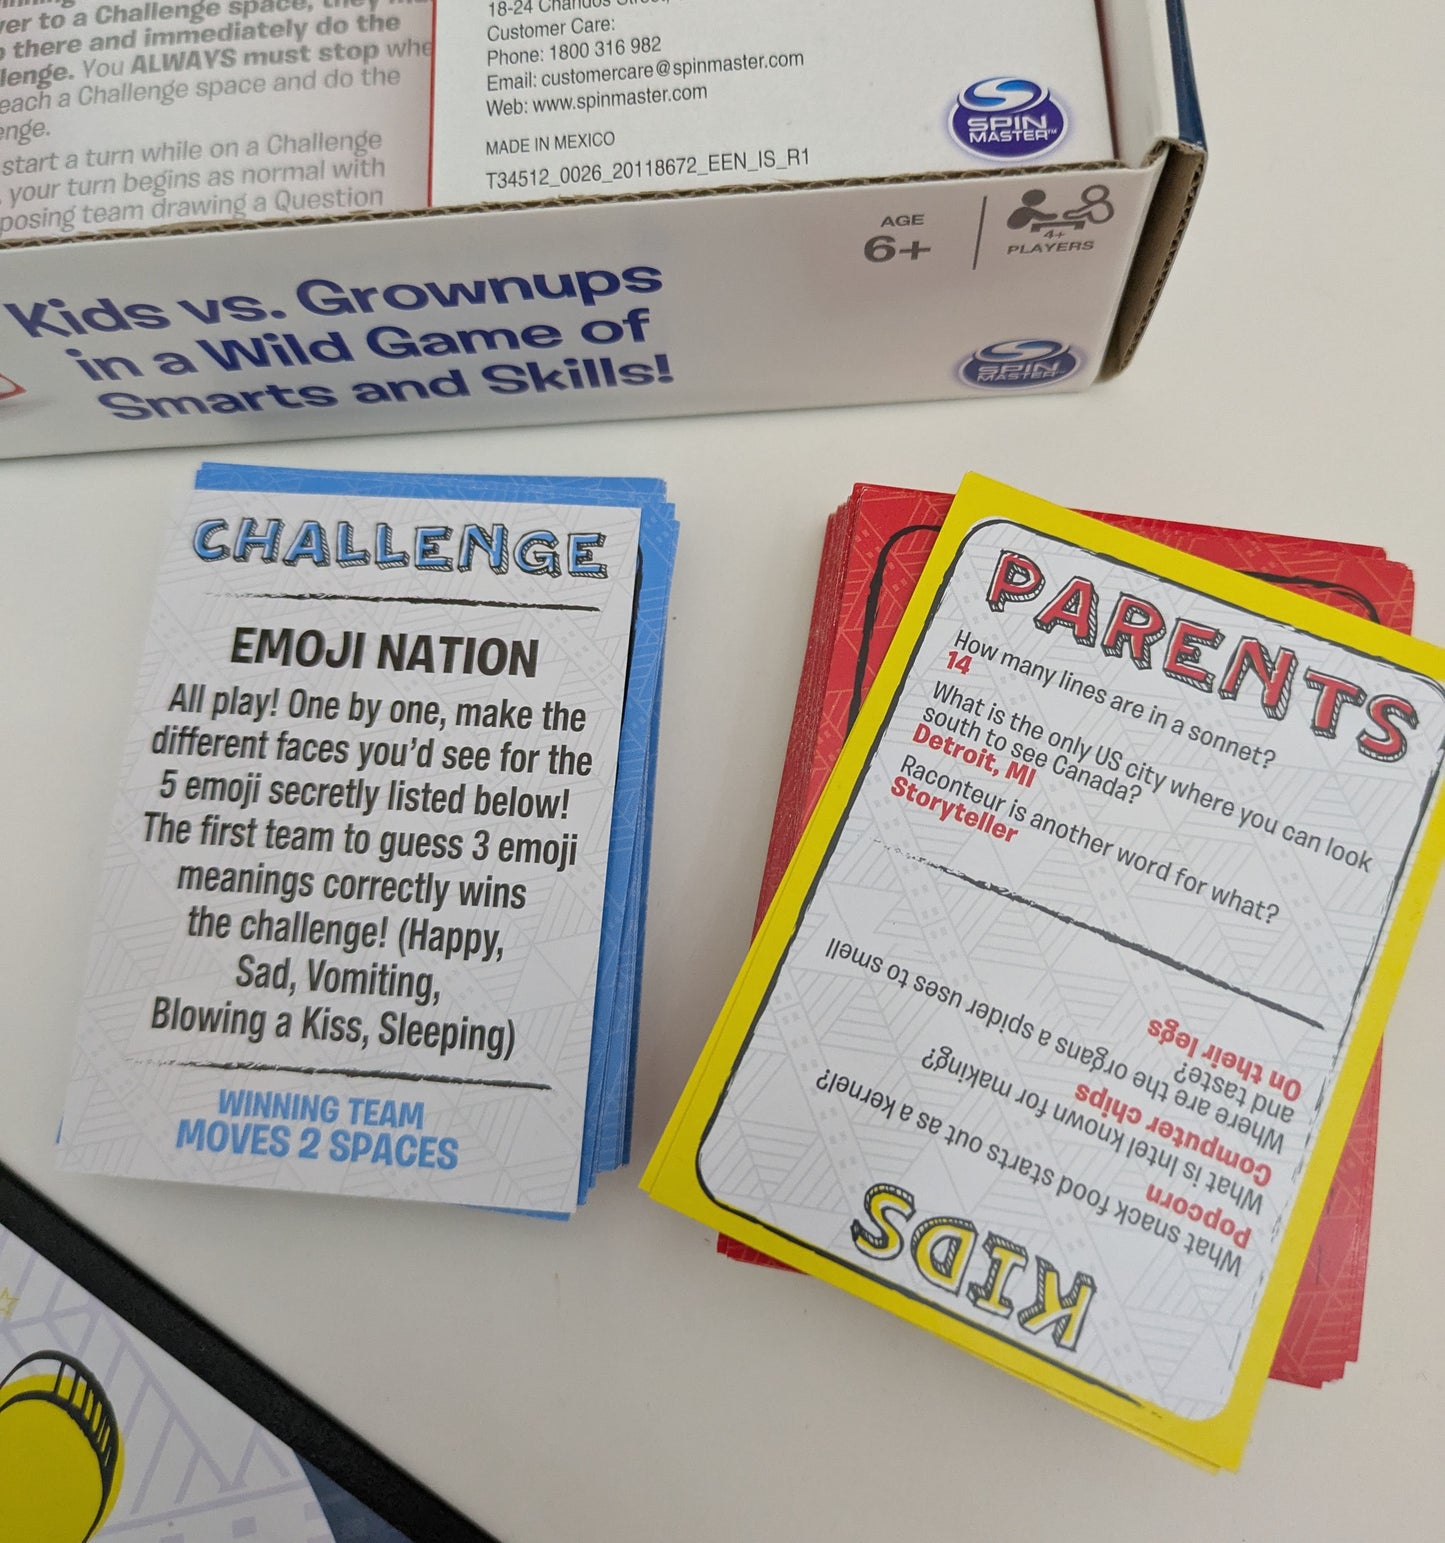 er to a Challenge space, they
there and immediately do the
lenge. You ALWAYS must stop whe
each a Challenge space and do the
enge.
start a turn while on a Challenge
your turn begins as normal with
posing team drawing a Question
18-24 Chandos Street,
Customer Care:
Phone: 1800 316 982
Email: customercare@spinmaster.com
Web: www.spinmaster.com
MADE IN MEXICO
T34512_0026_20118672_EEN_IS_R1
SPIN
MASTER™
AGE
6+
4+
PLAYERS
Kids vs. Grownups
in a Wild Game of
Smarts and Skills!
SPIN
MASTER
CHALLENGE
EMOJI NATION
All play! One by one, make the
different faces you'd see for the
5 emoji secretly listed below!
The first team to guess 3 emoji
meanings correctly wins
the challenge! (Happy,
Sad, Vomiting,
Blowing a Kiss, Sleeping)
WINNING TEAM
MOVES 2 SPACES
PARENTS
How many lines are in a sonnet?
14
What is the only US city where you can look
south to see Canada?
Detroit, MI
Raconteur is another word for what?
Storyteller
KIDS
What snack food starts out as a kernel?
Popcorn
What is Intel known for making?
Computer chips
Where are the organs a spider uses to smell
and taste?
On their legs